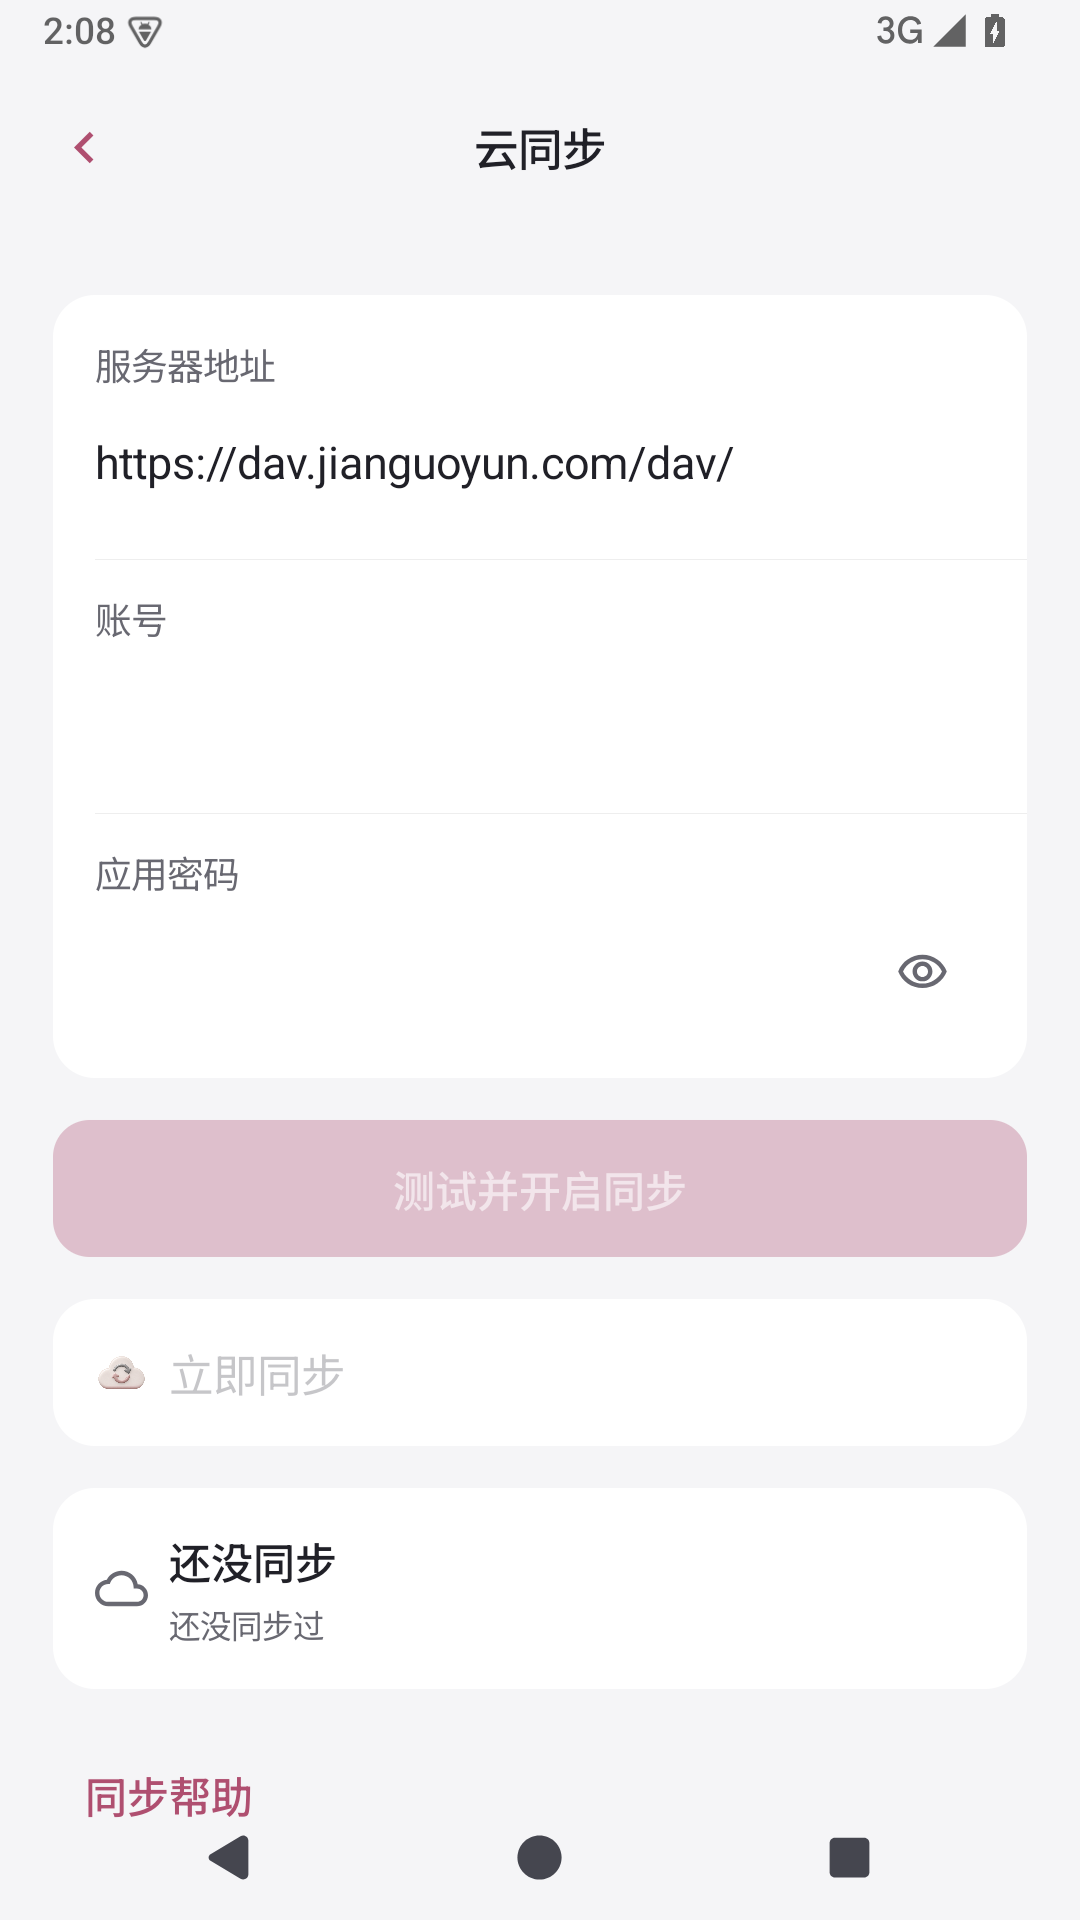 2:08
3G
云同步
服务器地址
https://dav.jianguoyun.com/dav/
账号
应用密码
测试并开启同步
立即同步
还没同步
还没同步过
同步帮助